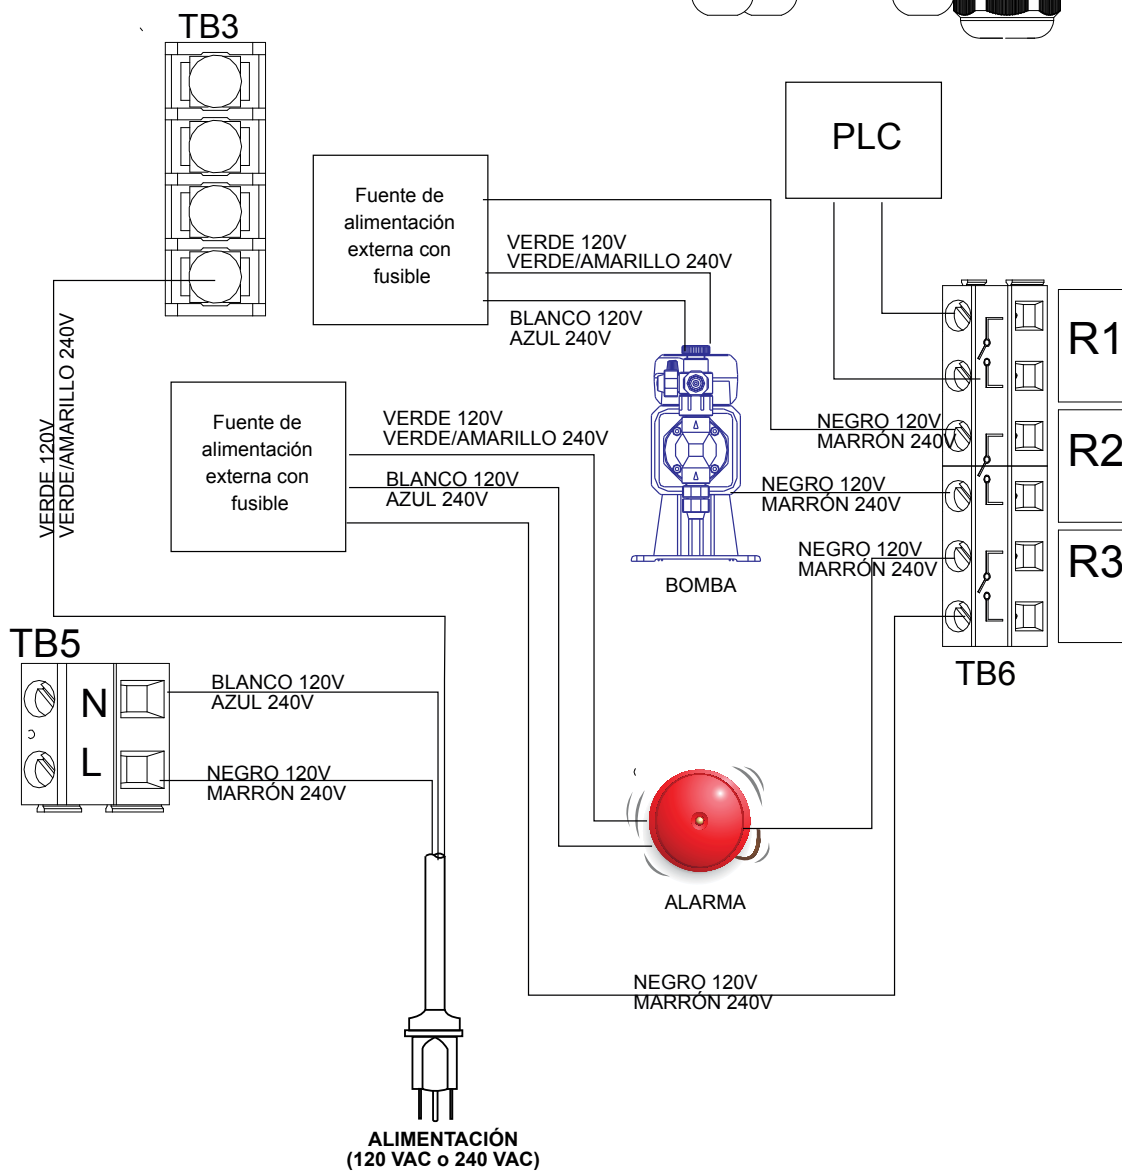 TB3
PLC
Fuente de
alimentación
externa con
fusible
VERDE 120V
VERDE/AMARILLO 240V
BLANCO 120V
AZUL 240V
R1
NEGRO 120V
MARRÓN 240V
R2
NEGRO 120V
MARRÓN 240V
NEGRO 120V
MARRÓN 240V
R3
BOMBA
TB6
Fuente de
alimentación
externa con
fusible
VERDE 120V
VERDE/AMARILLO 240V
BLANCO 120V
AZUL 240V
VERDE 120V
VERDE/AMARILLO 240V
TB5
N
L
BLANCO 120V
AZUL 240V
NEGRO 120V
MARRÓN 240V
ALARMA
NEGRO 120V
MARRÓN 240V
ALIMENTACIÓN
(120 VAC o 240 VAC)